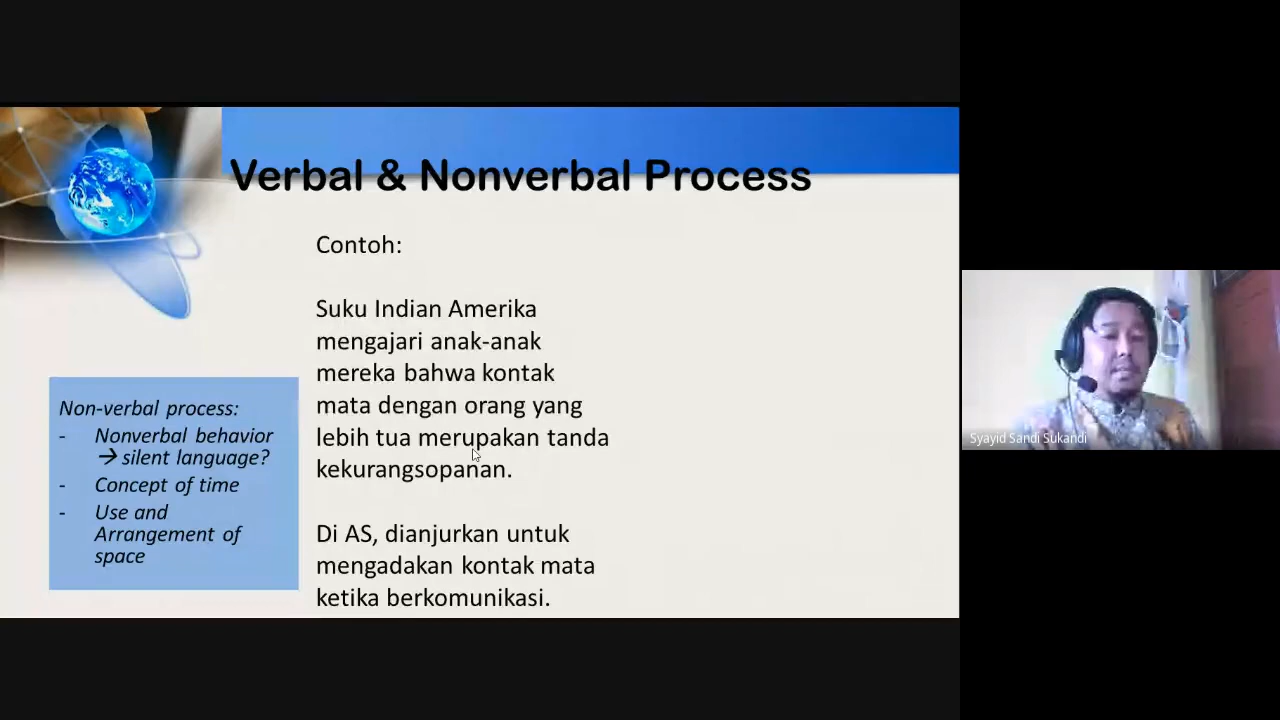 Verbal & Nonverbal Process
Contoh:
Suku Indian Amerika
mengajari anak-anak
mereka bahwa kontak
mata dengan orang yang
lebih tua merupakan tanda
kekurangsopanan.
Di AS, dianjurkan untuk
mengadakan kontak mata
ketika berkomunikasi.
Non-verbal process:
- Nonverbal behavior
→ silent language?
- Concept of time
- Use and
Arrangement of
space
Syayid Sandi Sukandi